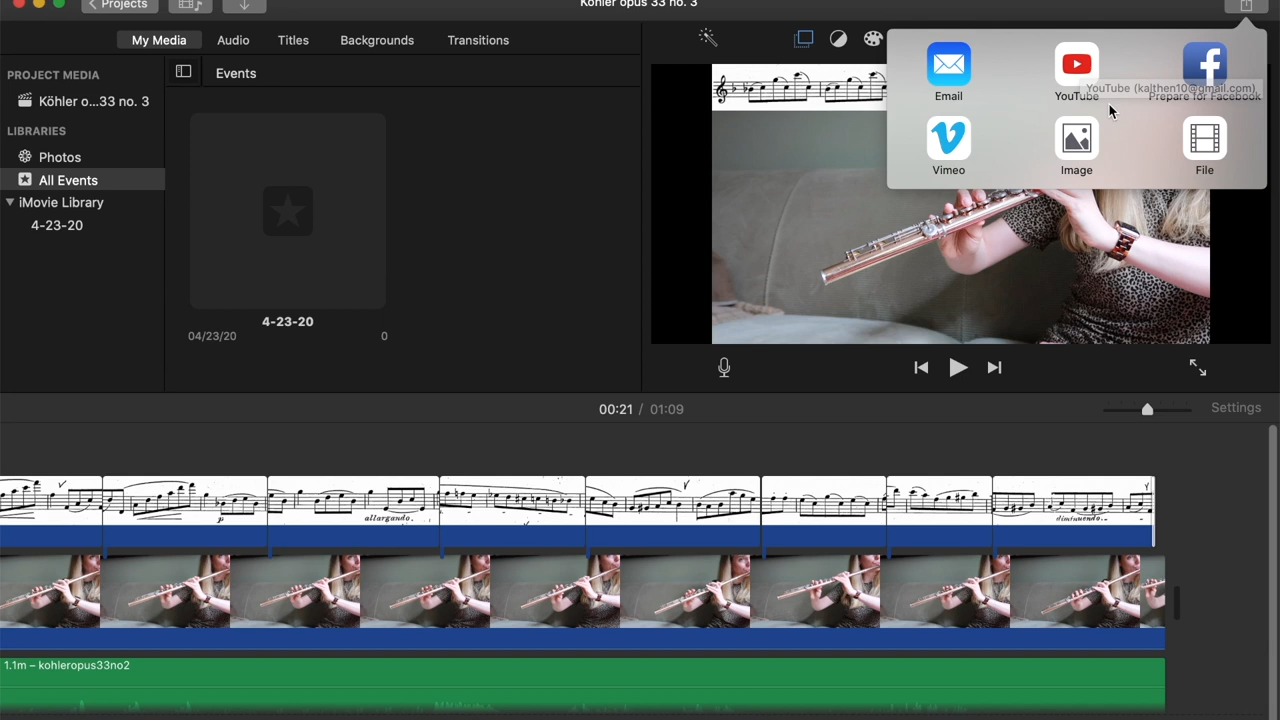 Projects
Köhler opus 33 no. 3
My Media
Audio
Titles
Backgrounds
Transitions
PROJECT MEDIA
Köhler o...33 no. 3
LIBRARIES
Photos
All Events
iMovie Library
4-23-20
Events
4-23-20
04/23/20
0
Email
YouTube
Prepare for Facebook
YouTube (kalthen10@gmail.com)
Vimeo
Image
File
00:21 / 01:09
Settings
p
allargando.
diminuendo.
1.1m – kohleropus33no2